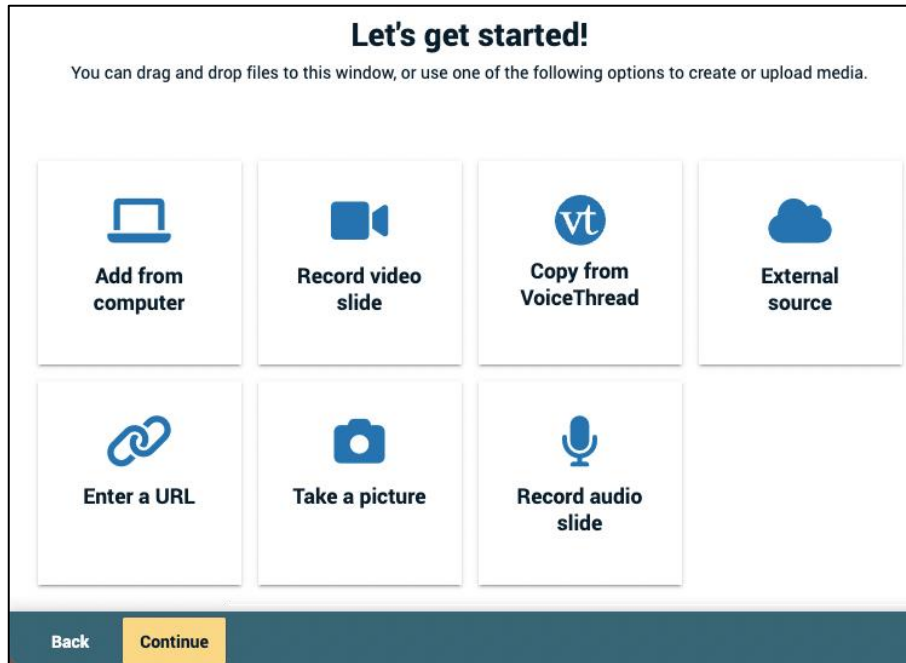 Let's get started!
You can drag and drop files to this window, or use one of the following options to create or upload media.
Add from
computer
Record video
slide
vt
Copy from
VoiceThread
External
source
Enter a URL
Take a picture
Record audio
slide
Back
Continue